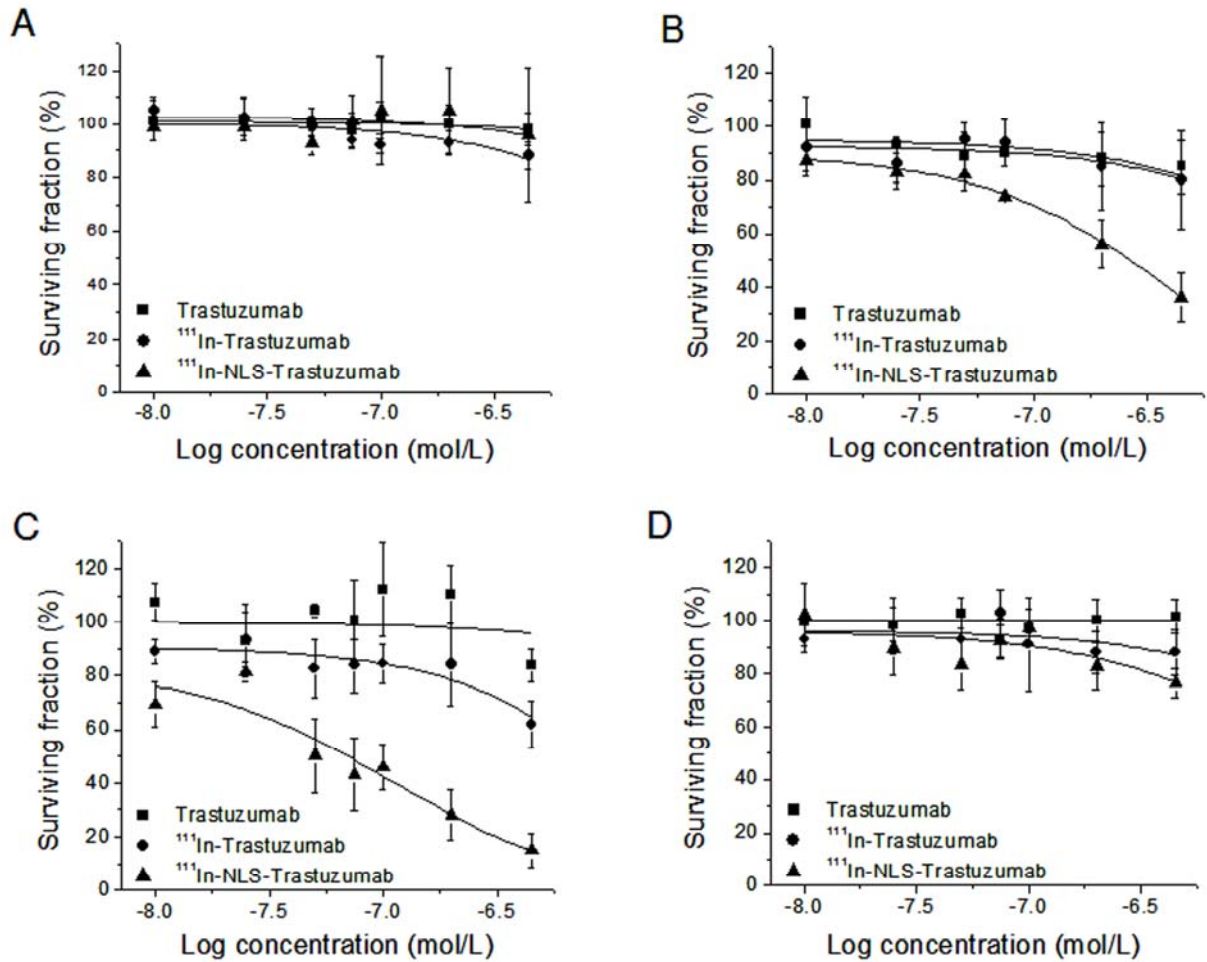 A
Surviving fraction (%)
120
100
80
60
40
20
0
Trastuzumab
¹¹¹In-Trastuzumab
¹¹¹In-NLS-Trastuzumab
-8.0 -7.5 -7.0 -6.5
Log concentration (mol/L)
B
Surviving fraction (%)
120
100
80
60
40
20
0
Trastuzumab
¹¹¹In-Trastuzumab
¹¹¹In-NLS-Trastuzumab
-8.0 -7.5 -7.0 -6.5
Log concentration (mol/L)
C
Surviving fraction (%)
120
100
80
60
40
20
0
Trastuzumab
¹¹¹In-Trastuzumab
¹¹¹In-NLS-Trastuzumab
-8.0 -7.5 -7.0 -6.5
Log concentration (mol/L)
D
Surviving fraction (%)
120
100
80
60
40
20
0
Trastuzumab
¹¹¹In-Trastuzumab
¹¹¹In-NLS-Trastuzumab
-8.0 -7.5 -7.0 -6.5
Log concentration (mol/L)